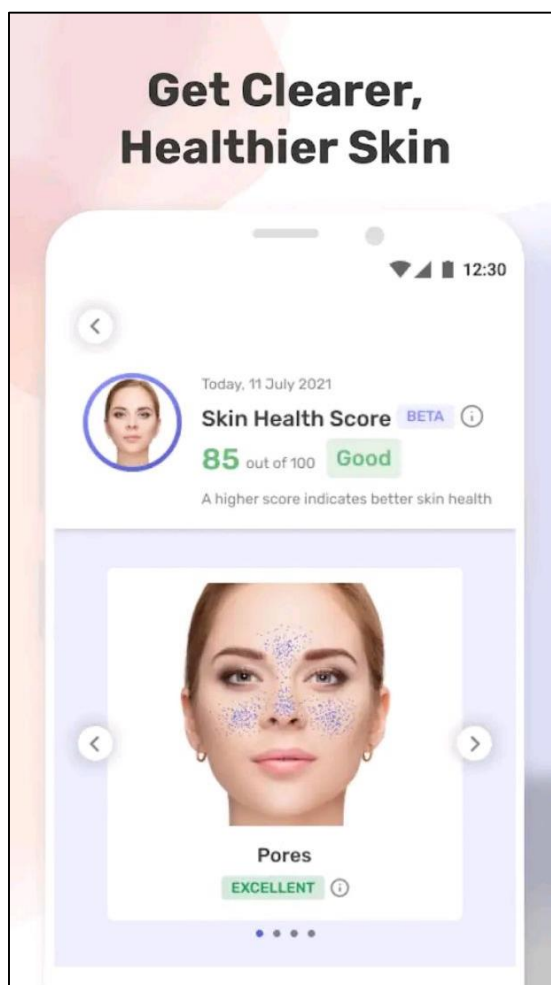 Get Clearer,
Healthier Skin
12:30
Today, 11 July 2021
Skin Health Score BETA
85 out of 100 Good
A higher score indicates better skin health
Pores
EXCELLENT